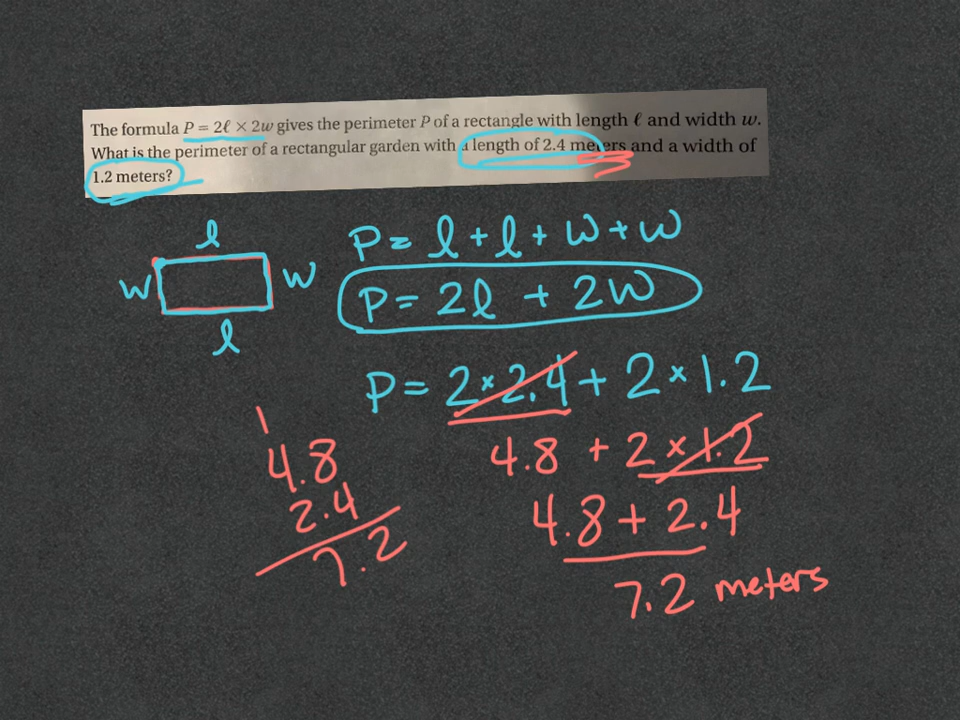 The formula P = 2ℓ × 2w gives the perimeter P of a rectangle with length ℓ and width w.
What is the perimeter of a rectangular garden with a length of 2.4 meters and a width of
1.2 meters?
l
w
w
l
P = l + l + w + w
P = 2l + 2w
P = 2 × 2.4 + 2 × 1.2
4.8 + 2 × 1.2
4.8 + 2.4
7.2 meters
1
4.8
2.4
7.2